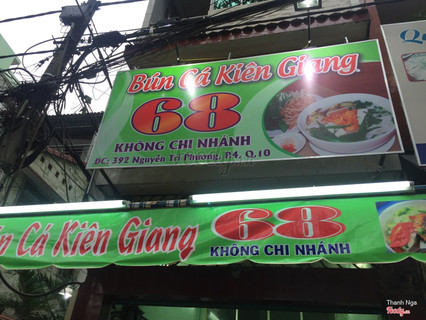 Bún Cá Kiên Giang
68
KHÔNG CHI NHÁNH
ĐC: 392 Nguyễn Tri Phương, P.4, Q.10
ún Cá Kiên Giang 68
KHÔNG CHI NHÁNH
Thanh Nga
Foody.vn